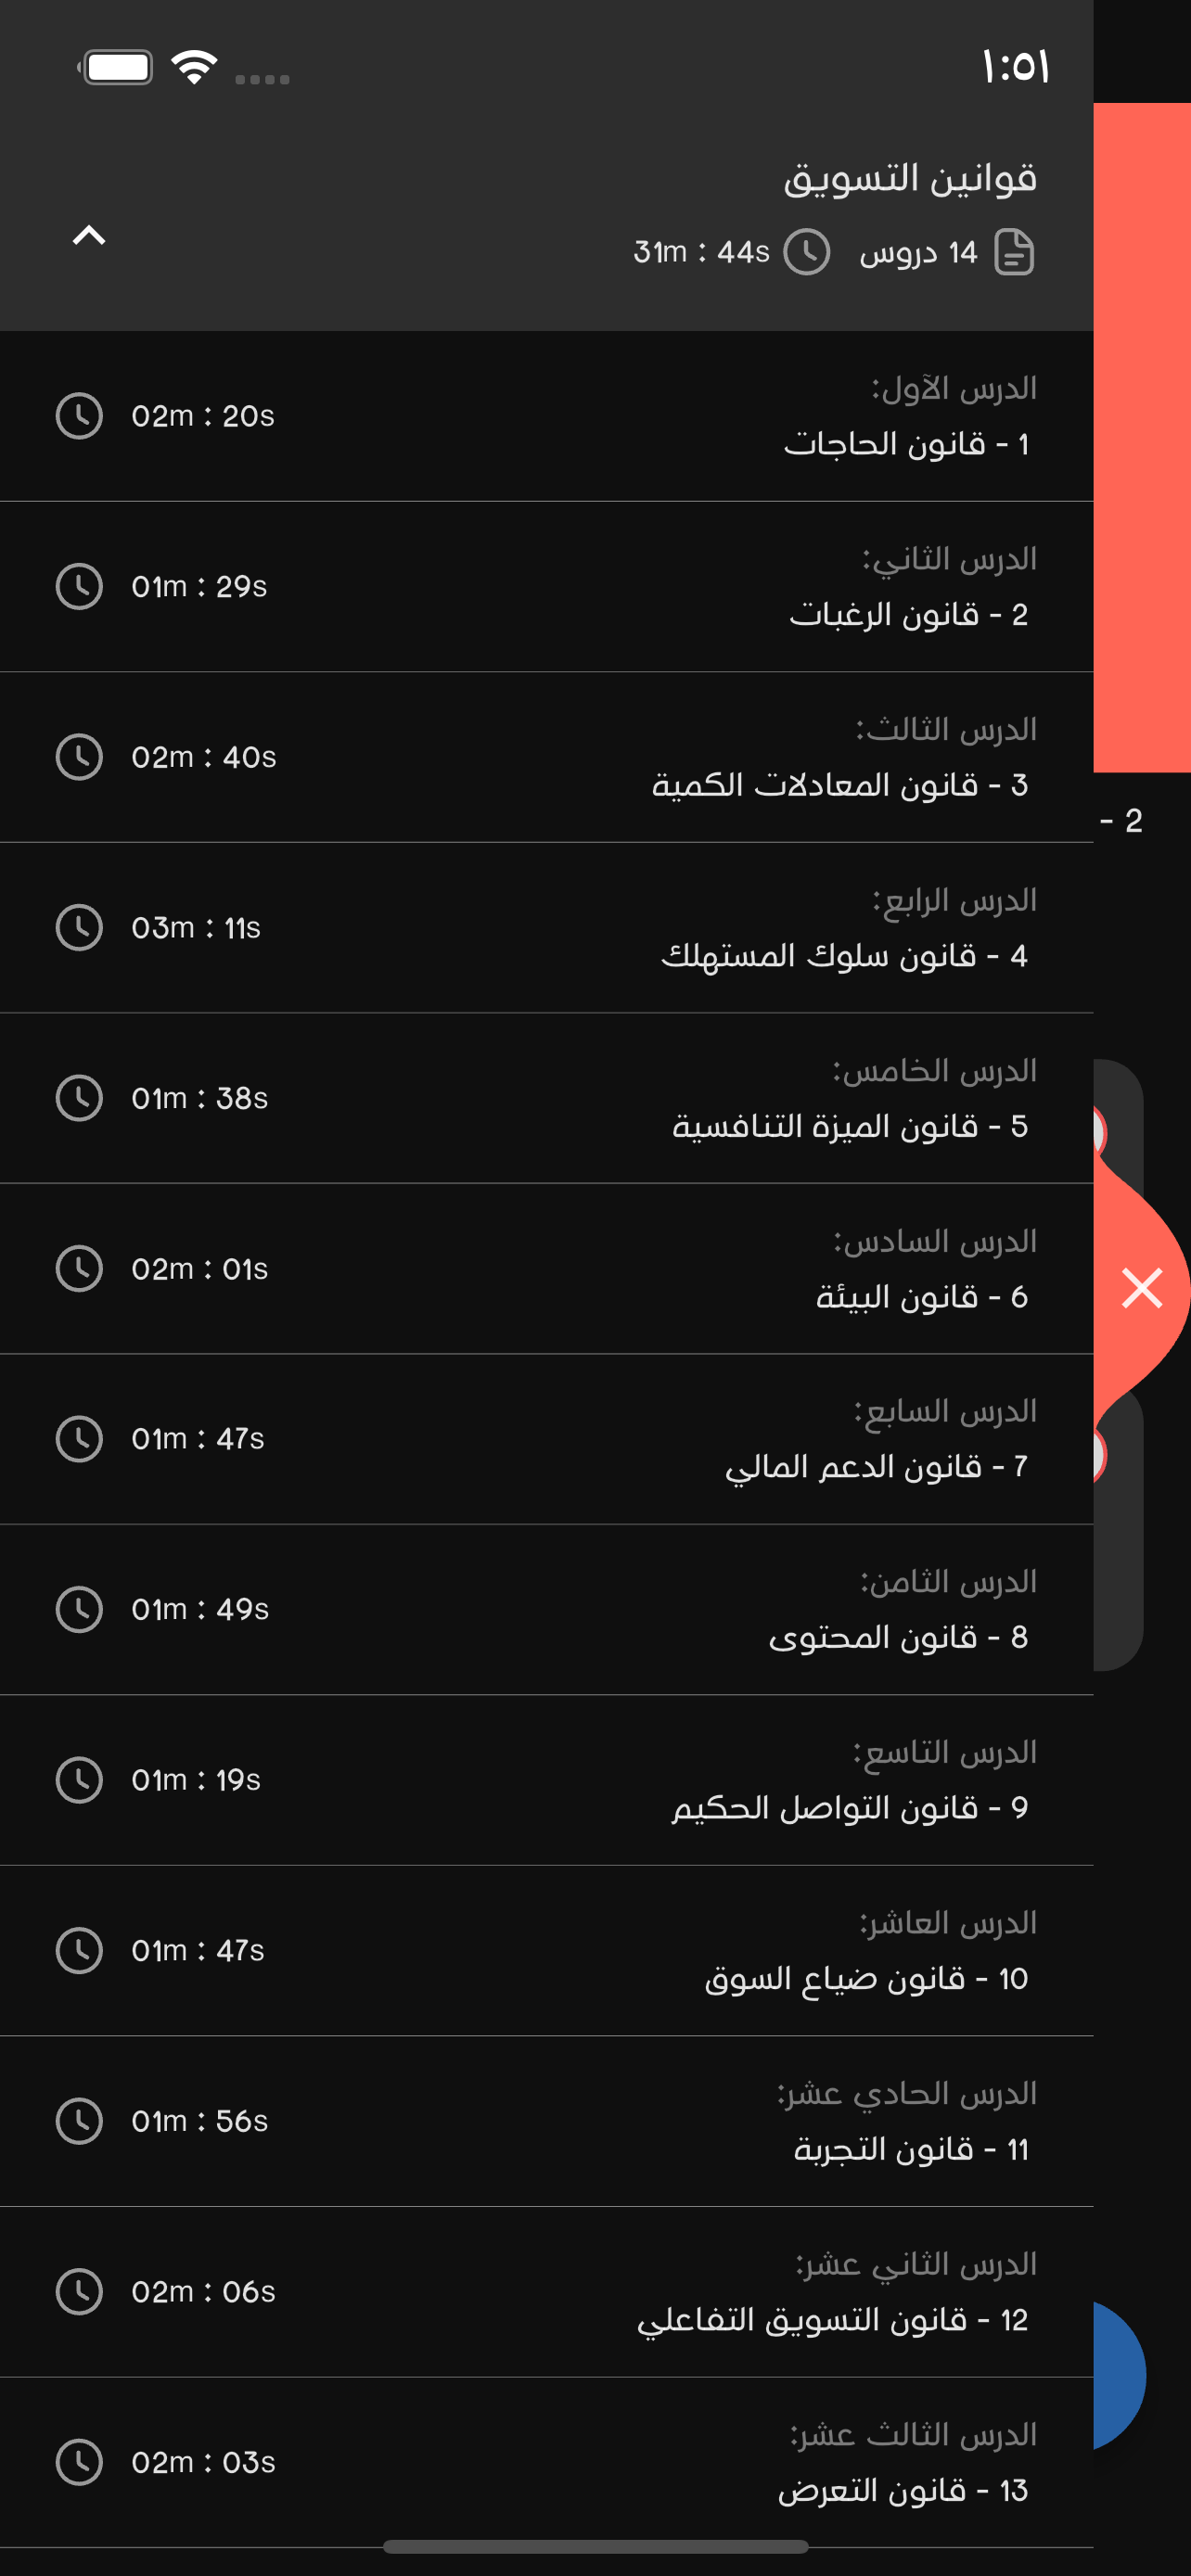 ١:٥١
قوانين التسويق
14 دروس 31m : 44s
الدرس الآول:
1 - قانون الحاجات
02m : 20s
الدرس الثاني:
2 - قانون الرغبات
01m : 29s
الدرس الثالث:
3 - قانون المعادلات الكمية
02m : 40s
2 -
الدرس الرابع:
4 - قانون سلوك المستهلك
03m : 11s
الدرس الخامس:
5 - قانون الميزة التنافسية
01m : 38s
الدرس السادس:
6 - قانون البيئة
02m : 01s
الدرس السابع:
7 - قانون الدعم المالي
01m : 47s
الدرس الثامن:
8 - قانون المحتوى
01m : 49s
الدرس التاسع:
9 - قانون التواصل الحكيم
01m : 19s
الدرس العاشر:
10 - قانون ضياع السوق
01m : 47s
الدرس الحادي عشر:
11 - قانون التجربة
01m : 56s
الدرس الثاني عشر:
12 - قانون التسويق التفاعلي
02m : 06s
الدرس الثالث عشر:
13 - قانون التعرض
02m : 03s